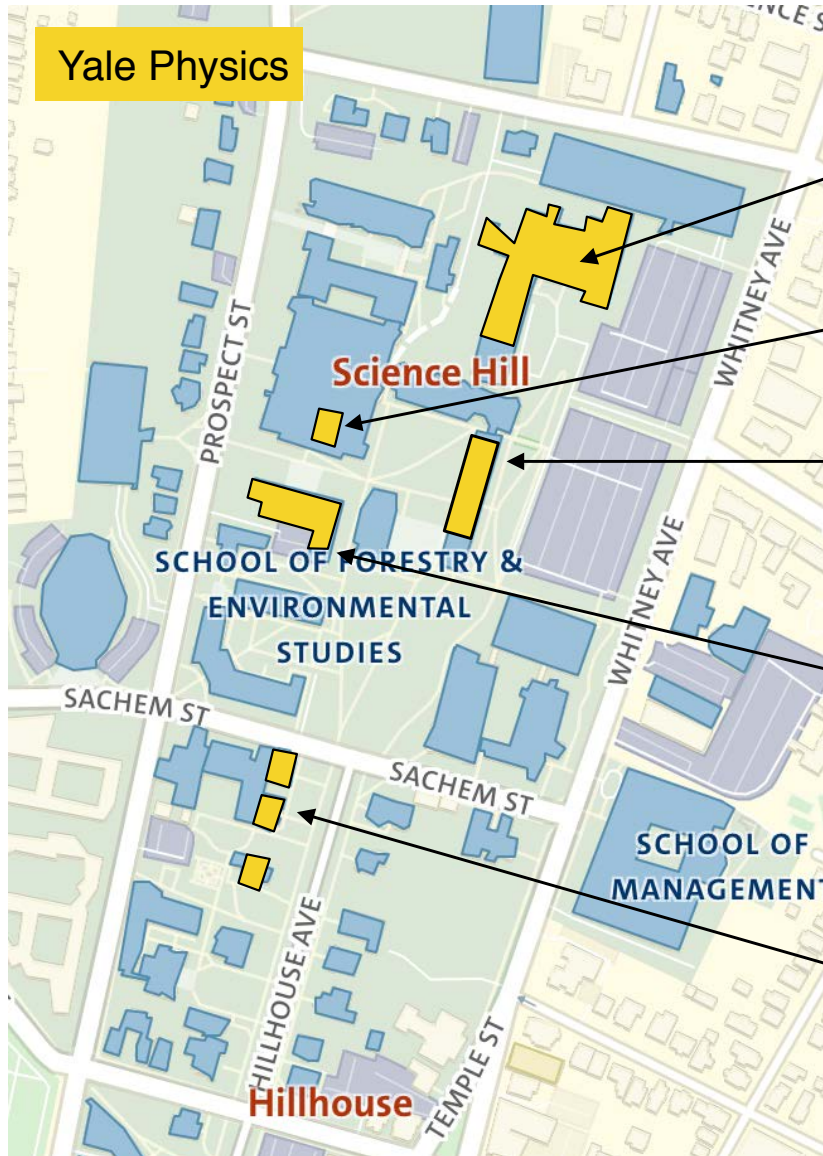 ENCE S
Yale Physics
WHITNEY AVE
PROSPECT ST
Science Hill
WHITNEY AVE
SCHOOL OF FORESTRY &
ENVIRONMENTAL
STUDIES
SACHEM ST
SACHEM ST
SCHOOL OF
MANAGEMENT
HILLHOUSE AVE
TEMPLE ST
Hillhouse